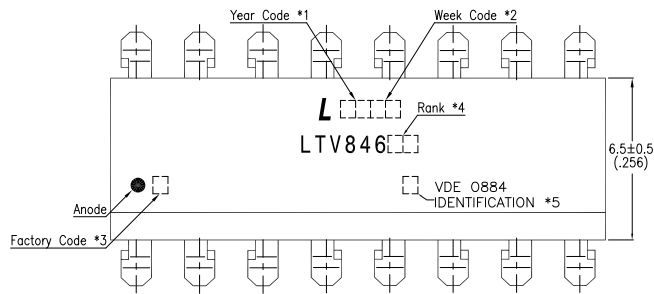 Year Code *1
Week Code *2
L
Rank *4
LTV846
6.5±0.5
(.256)
VDE 0884
IDENTIFICATION *5
Anode
Factory Code *3